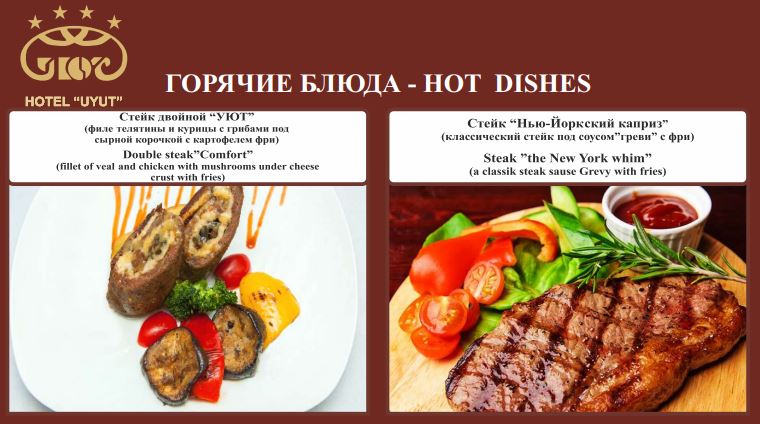 HOTEL "UYUT"
ГОРЯЧИЕ БЛЮДА - HOT DISHES
Стейк двойной “УЮТ”
(филе телятины и курицы с грибами под
сырной корочкой с картофелем фри)
Double steak”Comfort”
(fillet of veal and chicken with mushrooms under cheese
crust with fries)
Стейк “Нью-Йоркский каприз”
(классический стейк под соусом”греви” с фри)
Steak ”the New York whim”
(a classik steak sause Grevy with fries)